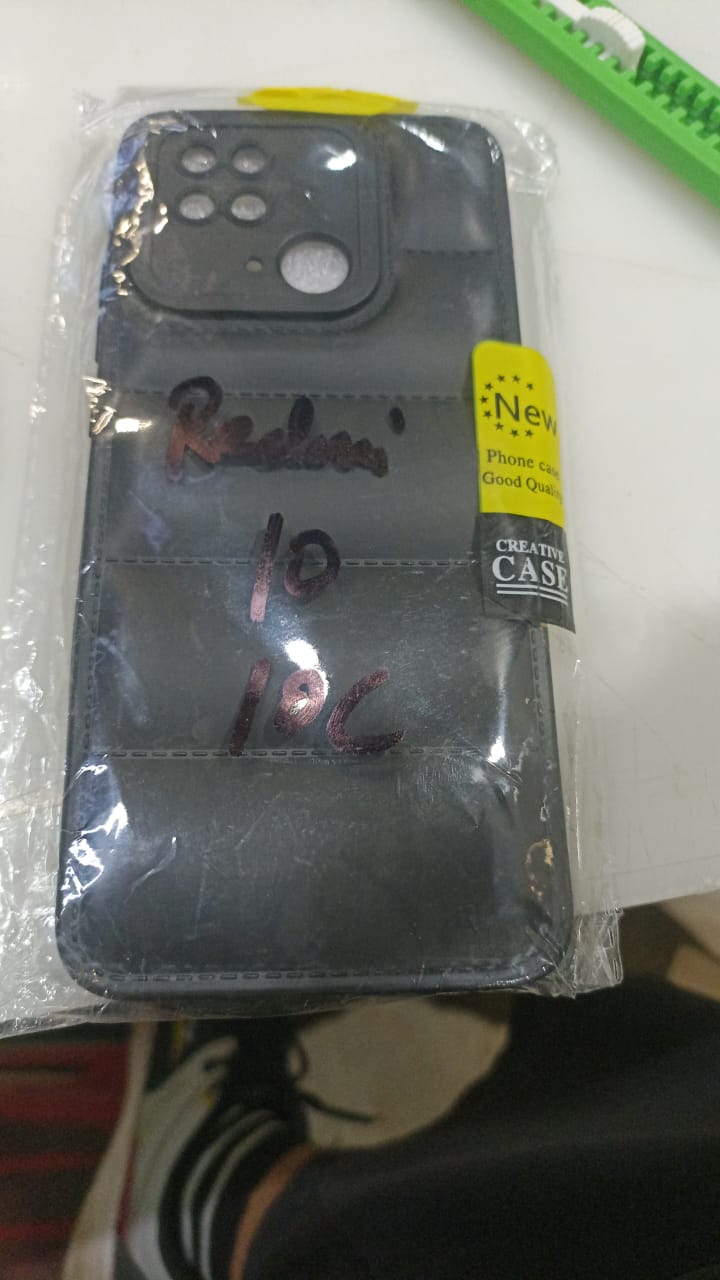 Redmi
10
10C
New
Phone case
Good Quality
CREATIVE
CASE